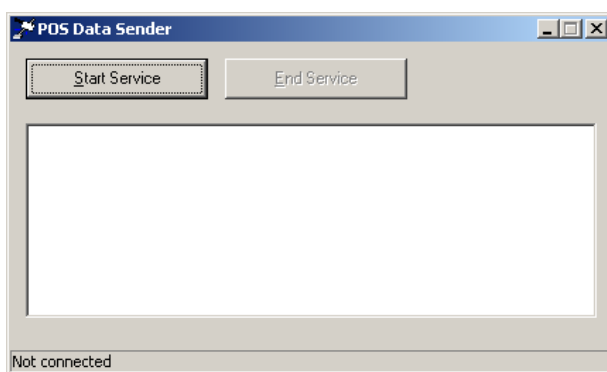 POS Data Sender
Start Service
End Service
Not connected